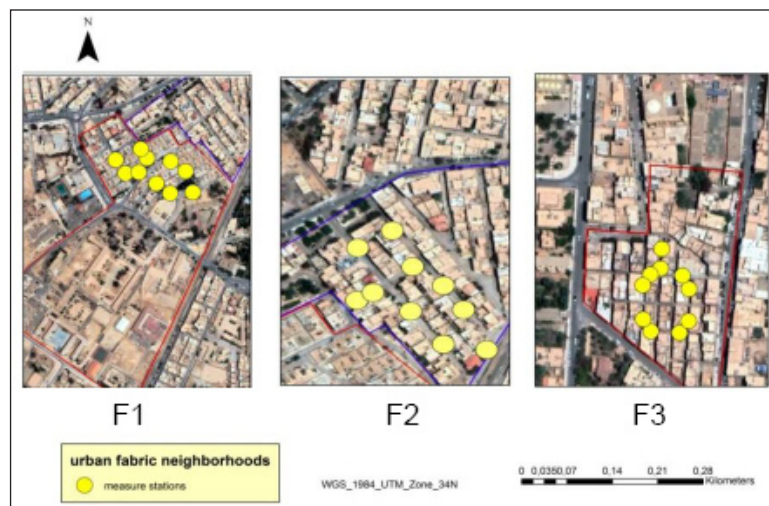 N
F1 F2 F3
urban fabric neighborhoods
measure stations
WGS_1984_UTM_Zone_34N
0 0,0350,07 0,14 0,21 0,28
Kilometers